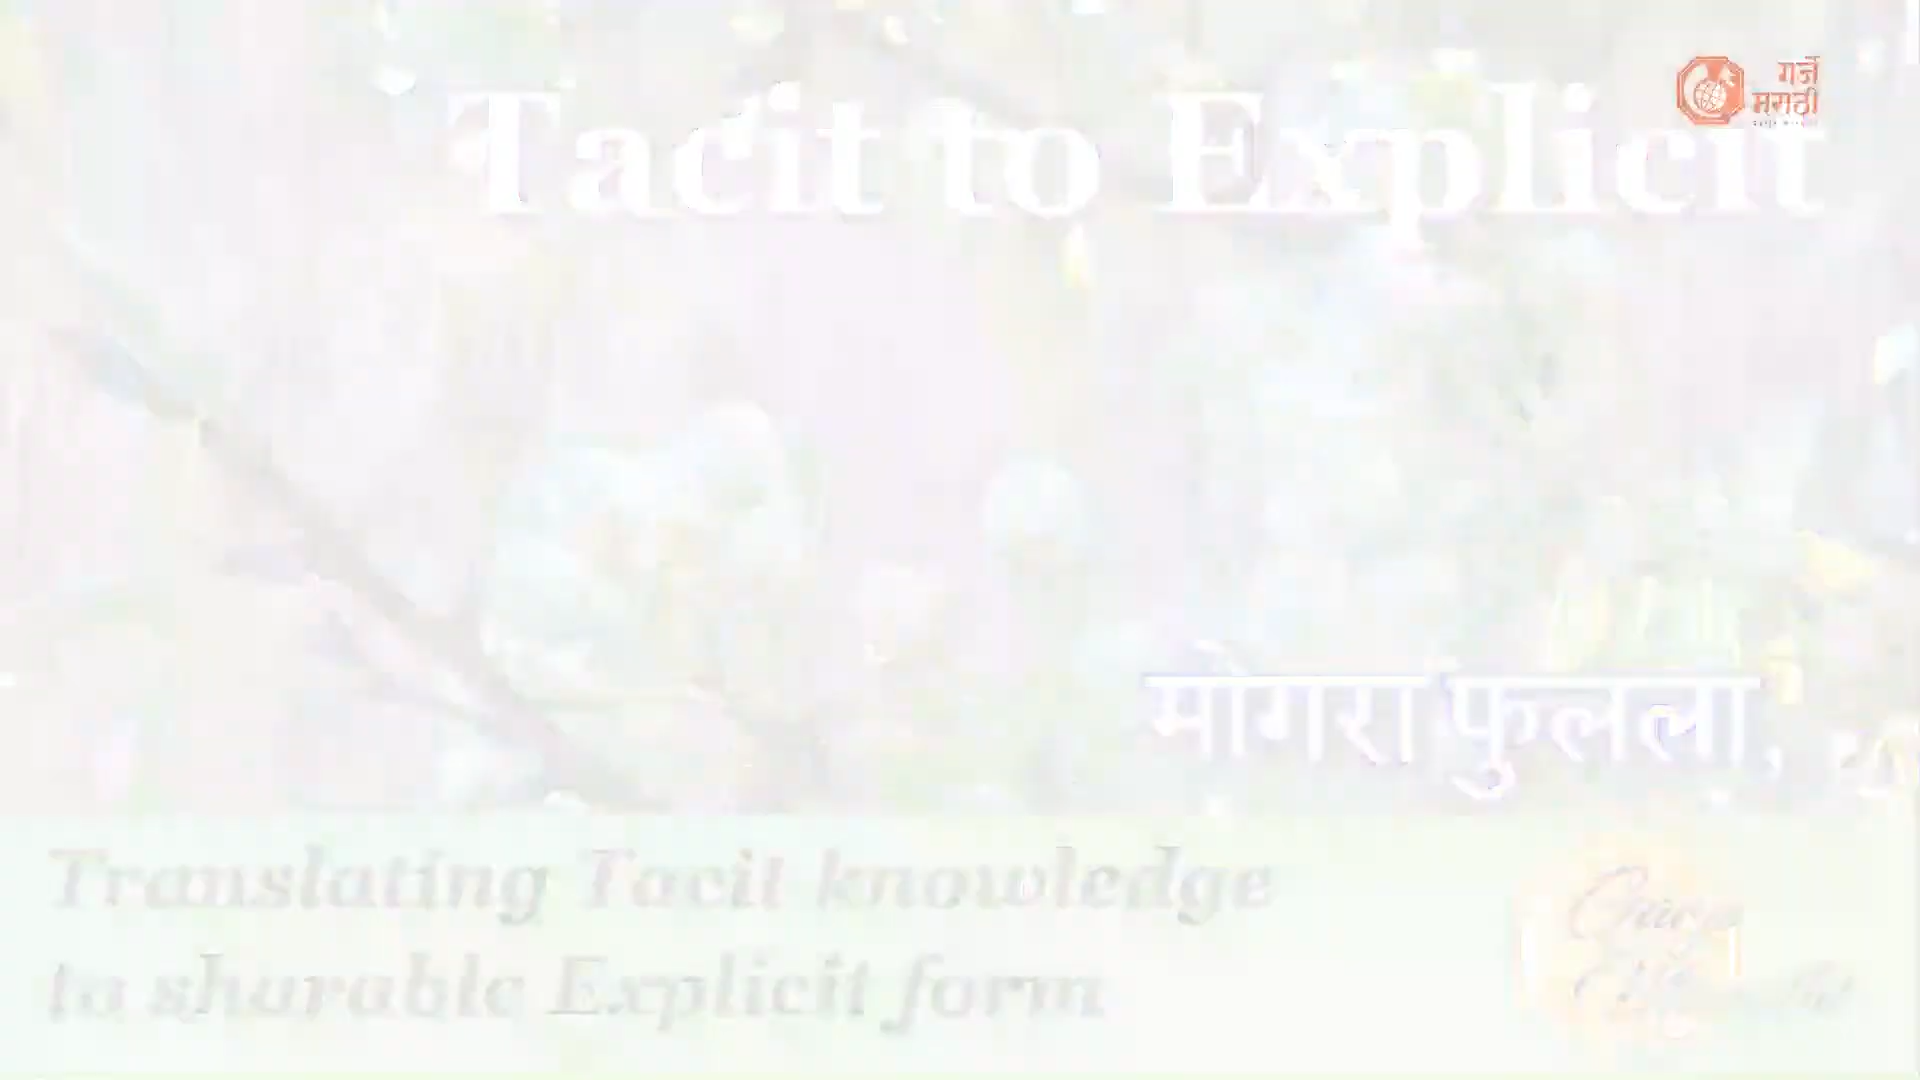 गर्जे
मराठी
Tacit to Explicit
मोगरा फुलला,
Translating Tacit knowledge
to sharable Explicit form